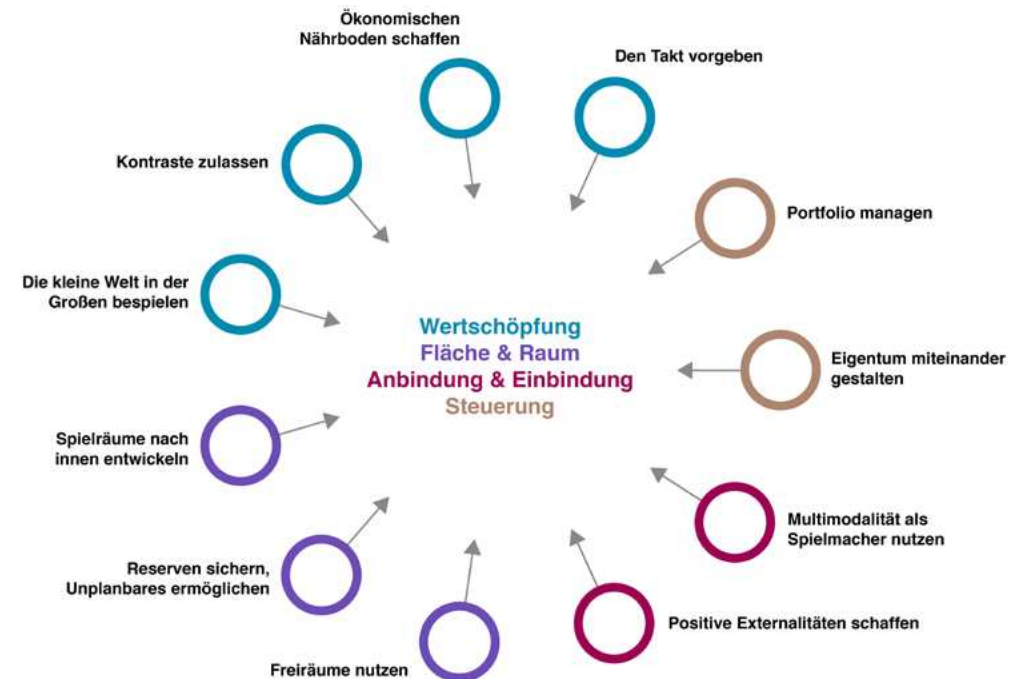 Ökonomischen
Nährboden schaffen
Den Takt vorgeben
Kontraste zulassen
Portfolio managen
Die kleine Welt in der
Großen bespielen
Wertschöpfung
Fläche & Raum
Anbindung & Einbindung
Steuerung
Eigentum miteinander
gestalten
Spielräume nach
innen entwickeln
Multimodalität als
Spielmacher nutzen
Reserven sichern,
Unplanbares ermöglichen
Positive Externalitäten schaffen
Freiräume nutzen